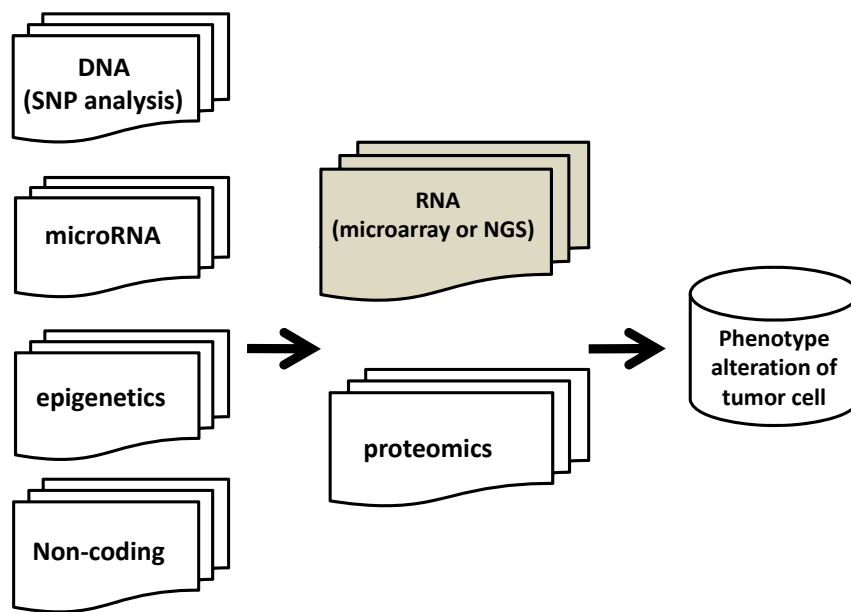 DNA
(SNP analysis)
microRNA
epigenetics
Non-coding
RNA
(microarray or NGS)
proteomics
Phenotype
alteration of
tumor cell